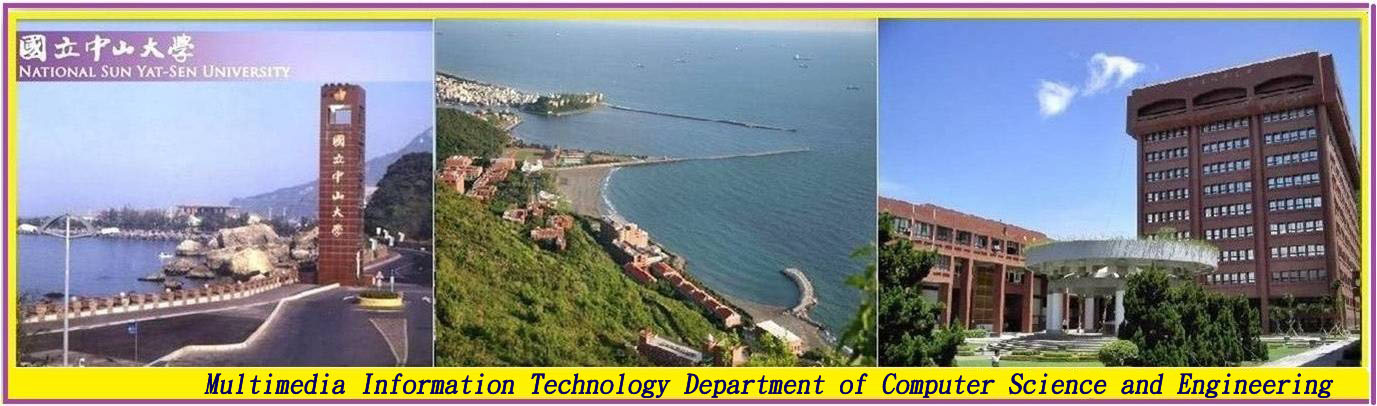 國立中山大學
NATIONAL SUN YAT-SEN UNIVERSITY
國立中山大學
Multimedia Information Technology Department of Computer Science and Engineering